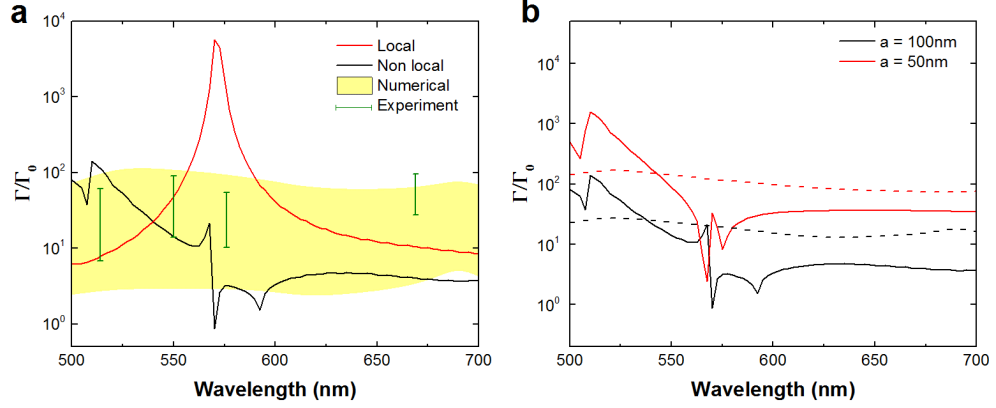 a
Γ/Γ₀
10⁴
10³
10²
10¹
10⁰
Local
Non local
Numerical
Experiment
500 550 600 650 700
Wavelength (nm)
b
Γ/Γ₀
10⁴
10³
10²
10¹
10⁰
a = 100nm
a = 50nm
500 550 600 650 700
Wavelength (nm)